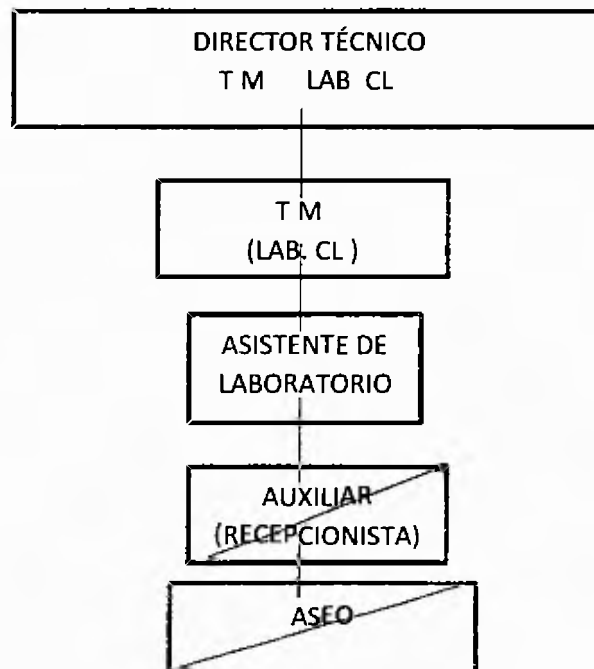 DIRECTOR TÉCNICO
T M LAB CL
T M
(LAB. CL )
ASISTENTE DE
LABORATORIO
AUXILIAR
(RECEPCIONISTA)
ASEO